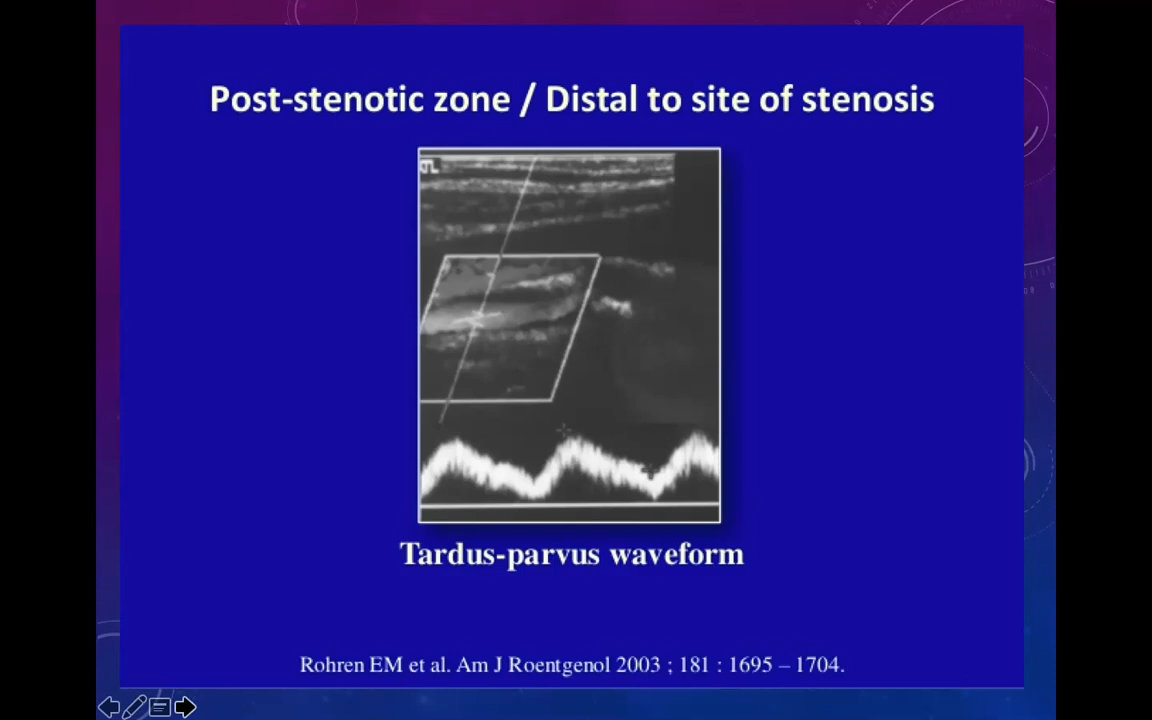 Post-stenotic zone / Distal to site of stenosis
Tardus-parvus waveform
Rohren EM et al. Am J Roentgenol 2003 ; 181 : 1695 – 1704.